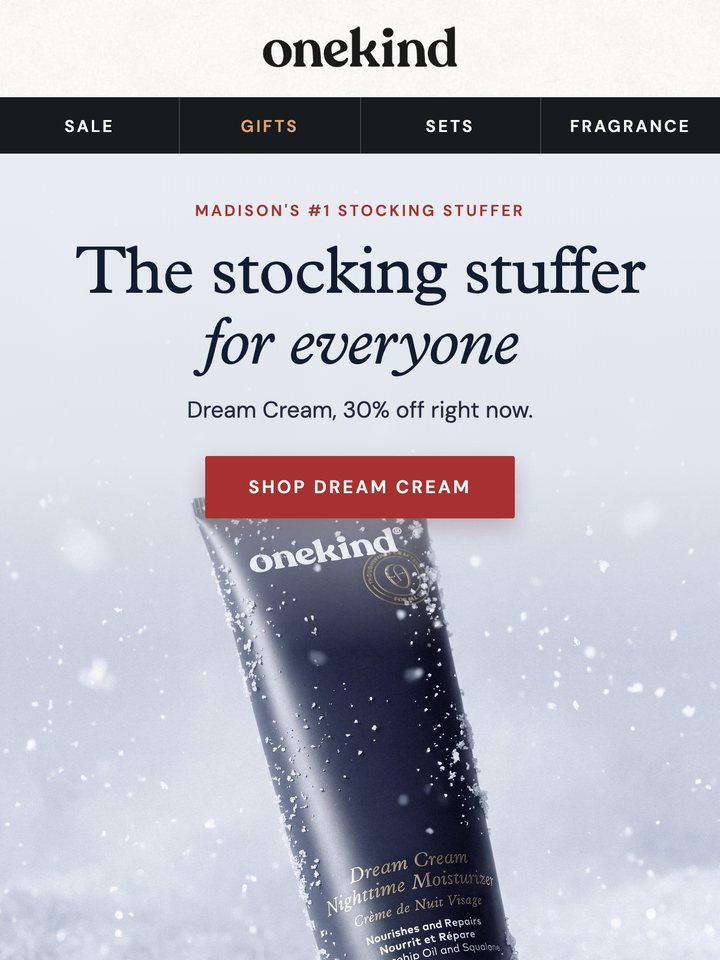 onekind
SALE
GIFTS
SETS
FRAGRANCE
MADISON'S #1 STOCKING STUFFER
The stocking stuffer
for everyone
Dream Cream, 30% off right now.
SHOP DREAM CREAM
onekind®
Dream Cream
Nighttime Moisturizer
Crème de Nuit Visage
Nourishes and Repairs
Nourrit et Répare
Oil and Squalane